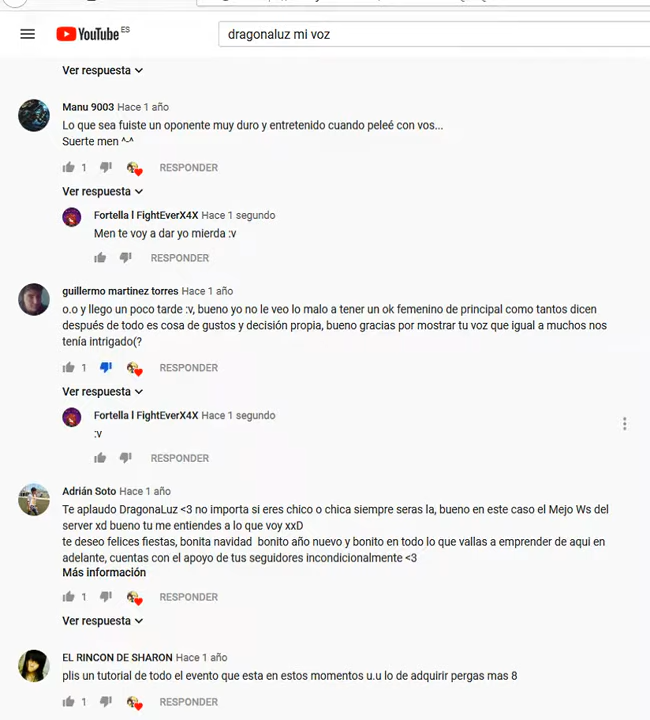 YouTube ES
dragonaluz mi voz
Ver respuesta
Manu 9003 Hace 1 año
Lo que sea fuiste un oponente muy duro y entretenido cuando peleé con vos...
Suerte men ^-^
1 RESPONDER
Ver respuesta
Fortella l FightEverX4X Hace 1 segundo
Men te voy a dar yo mierda :v
RESPONDER
guillermo martinez torres Hace 1 año
o.o y llego un poco tarde :v, bueno yo no le veo lo malo a tener un ok femenino de principal como tantos dicen
después de todo es cosa de gustos y decisión propia, bueno gracias por mostrar tu voz que igual a muchos nos
tenía intrigado(?
1 RESPONDER
Ver respuesta
Fortella l FightEverX4X Hace 1 segundo
:v
RESPONDER
Adrián Soto Hace 1 año
Te aplaudo DragonaLuz <3 no importa si eres chico o chica siempre seras la, bueno en este caso el Mejo Ws del
server xd bueno tu me entiendes a lo que voy xxD
te deseo felices fiestas, bonita navidad  bonito año nuevo y bonito en todo lo que vallas a emprender de aqui en
adelante, cuentas con el apoyo de tus seguidores incondicionalmente <3
Más información
1 RESPONDER
Ver respuesta
EL RINCON DE SHARON Hace 1 año
plis un tutorial de todo el evento que esta en estos momentos u.u lo de adquirir pergas mas 8
1 RESPONDER